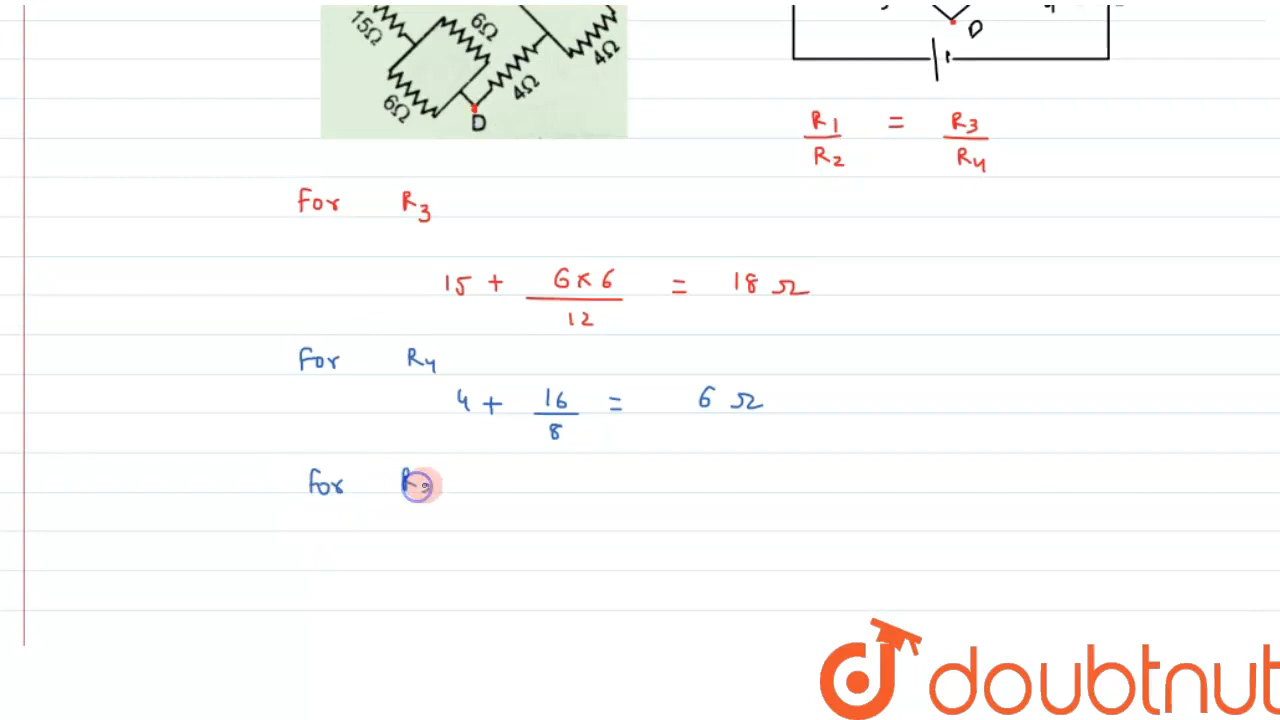 15Ω
6Ω
4Ω
6Ω
4Ω
D
D
R1 = R3
R2 R4
For R3
15 + 6×6 = 18 Ω
12
For R4
4 + 16 = 6 Ω
8
For
doubtnut